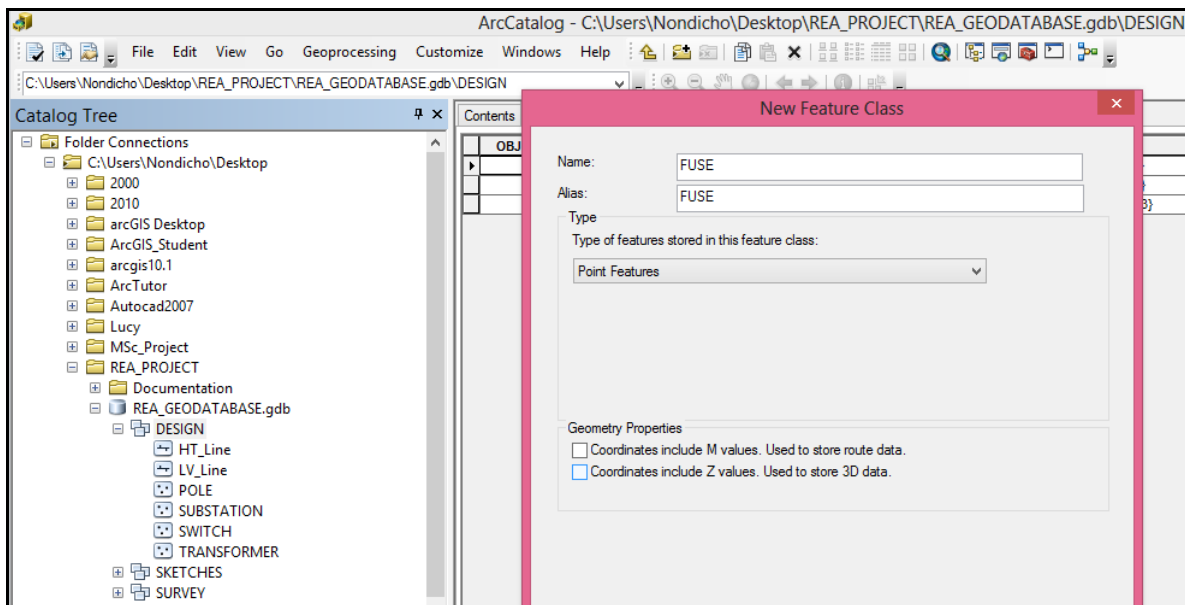 ArcCatalog - C:\Users\Nondicho\Desktop\REA_PROJECT\REA_GEODATABASE.gdb\DESIGN
File Edit View Go Geoprocessing Customize Windows Help
C:\Users\Nondicho\Desktop\REA_PROJECT\REA_GEODATABASE.gdb\DESIGN
Catalog Tree
Folder Connections
C:\Users\Nondicho\Desktop
2000
2010
arcGIS Desktop
ArcGIS_Student
arcgis10.1
ArcTutor
Autocad2007
Lucy
MSc_Project
REA_PROJECT
Documentation
REA_GEODATABASE.gdb
DESIGN
HT_Line
LV_Line
POLE
SUBSTATION
SWITCH
TRANSFORMER
SKETCHES
SURVEY
Contents
OBJ
New Feature Class
Name: FUSE
Alias: FUSE
Type
Type of features stored in this feature class:
Point Features
Geometry Properties
Coordinates include M values. Used to store route data.
Coordinates include Z values. Used to store 3D data.